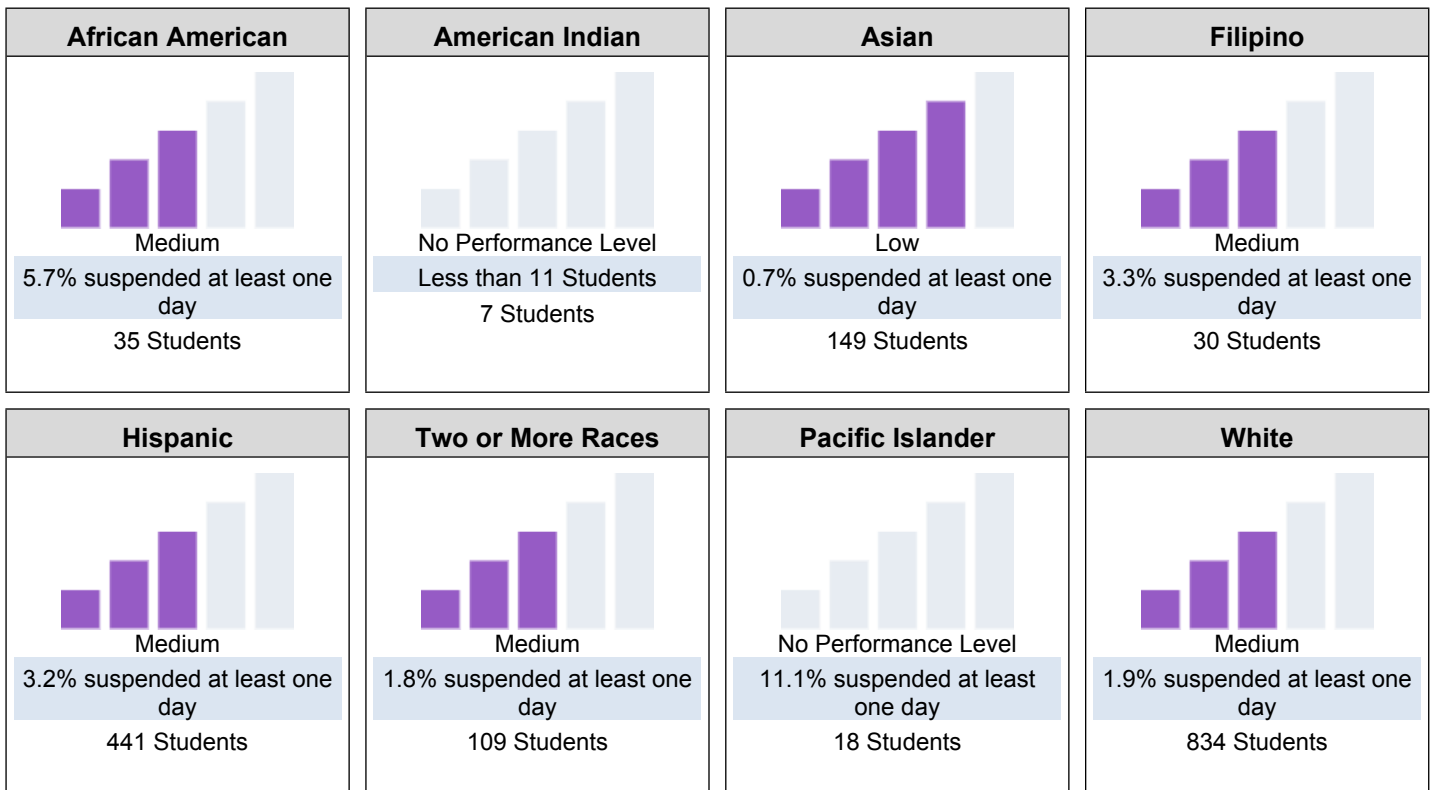 African American
Medium
5.7% suspended at least one
day
35 Students
American Indian
No Performance Level
Less than 11 Students
7 Students
Asian
Low
0.7% suspended at least one
day
149 Students
Filipino
Medium
3.3% suspended at least one
day
30 Students
Hispanic
Medium
3.2% suspended at least one
day
441 Students
Two or More Races
Medium
1.8% suspended at least one
day
109 Students
Pacific Islander
No Performance Level
11.1% suspended at least
one day
18 Students
White
Medium
1.9% suspended at least one
day
834 Students